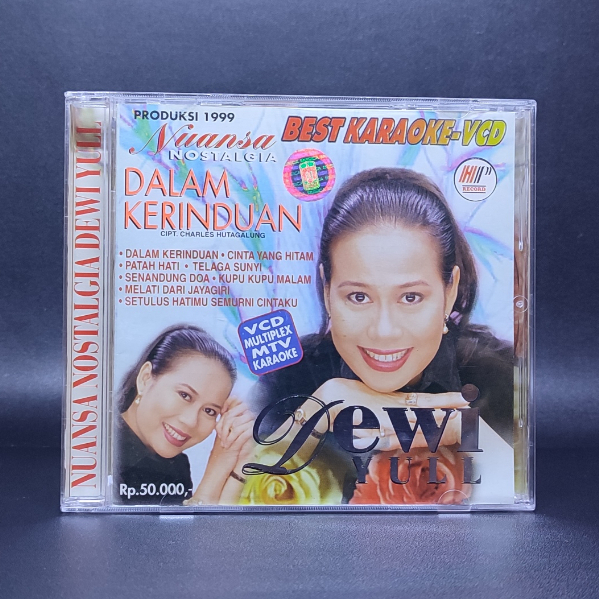 NUANSA NOSTALGIA DEWI YULL
PRODUKSI 1999
Nuansa
NOSTALGIA
BEST KARAOKE-VCD
DALAM
KERINDUAN
CIPT. CHARLES HUTAGALUNG
RECORD
• DALAM KERINDUAN • CINTA YANG HITAM
• PATAH HATI • TELAGA SUNYI
• SENANDUNG DOA • KUPU KUPU MALAM
• MELATI DARI JAYAGIRI
• SETULUS HATIMU SEMURNI CINTAKU
VCD
MULTIPLEX
MTV
KARAOKE
Dewi
YULL
Rp.50.000,-